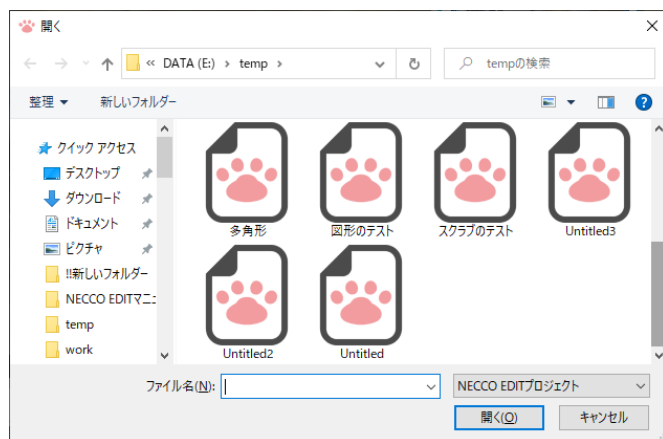 開く
« DATA (E:) › temp ›
tempの検索
整理 新しいフォルダー
クイック アクセス
デスクトップ
ダウンロード
ドキュメント
ピクチャ
!!新しいフォルダー
NECCO EDITマニュ
temp
work
多角形 図形のテスト スクラブのテスト Untitled3
Untitled2 Untitled
ファイル名(N): NECCO EDITプロジェクト
開く(O) キャンセル